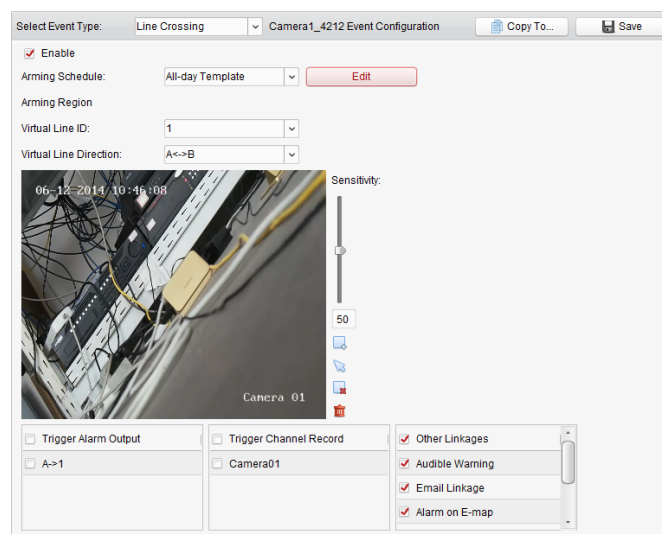 Select Event Type: Line Crossing Camera1_4212 Event Configuration Copy To... Save
Enable
Arming Schedule: All-day Template Edit
Arming Region
Virtual Line ID: 1
Virtual Line Direction: A<->B
Sensitivity:
06-12-2014 10:46:08
50
Camera 01
Trigger Alarm Output Trigger Channel Record Other Linkages
A->1 Camera01 Audible Warning
Email Linkage
Alarm on E-map